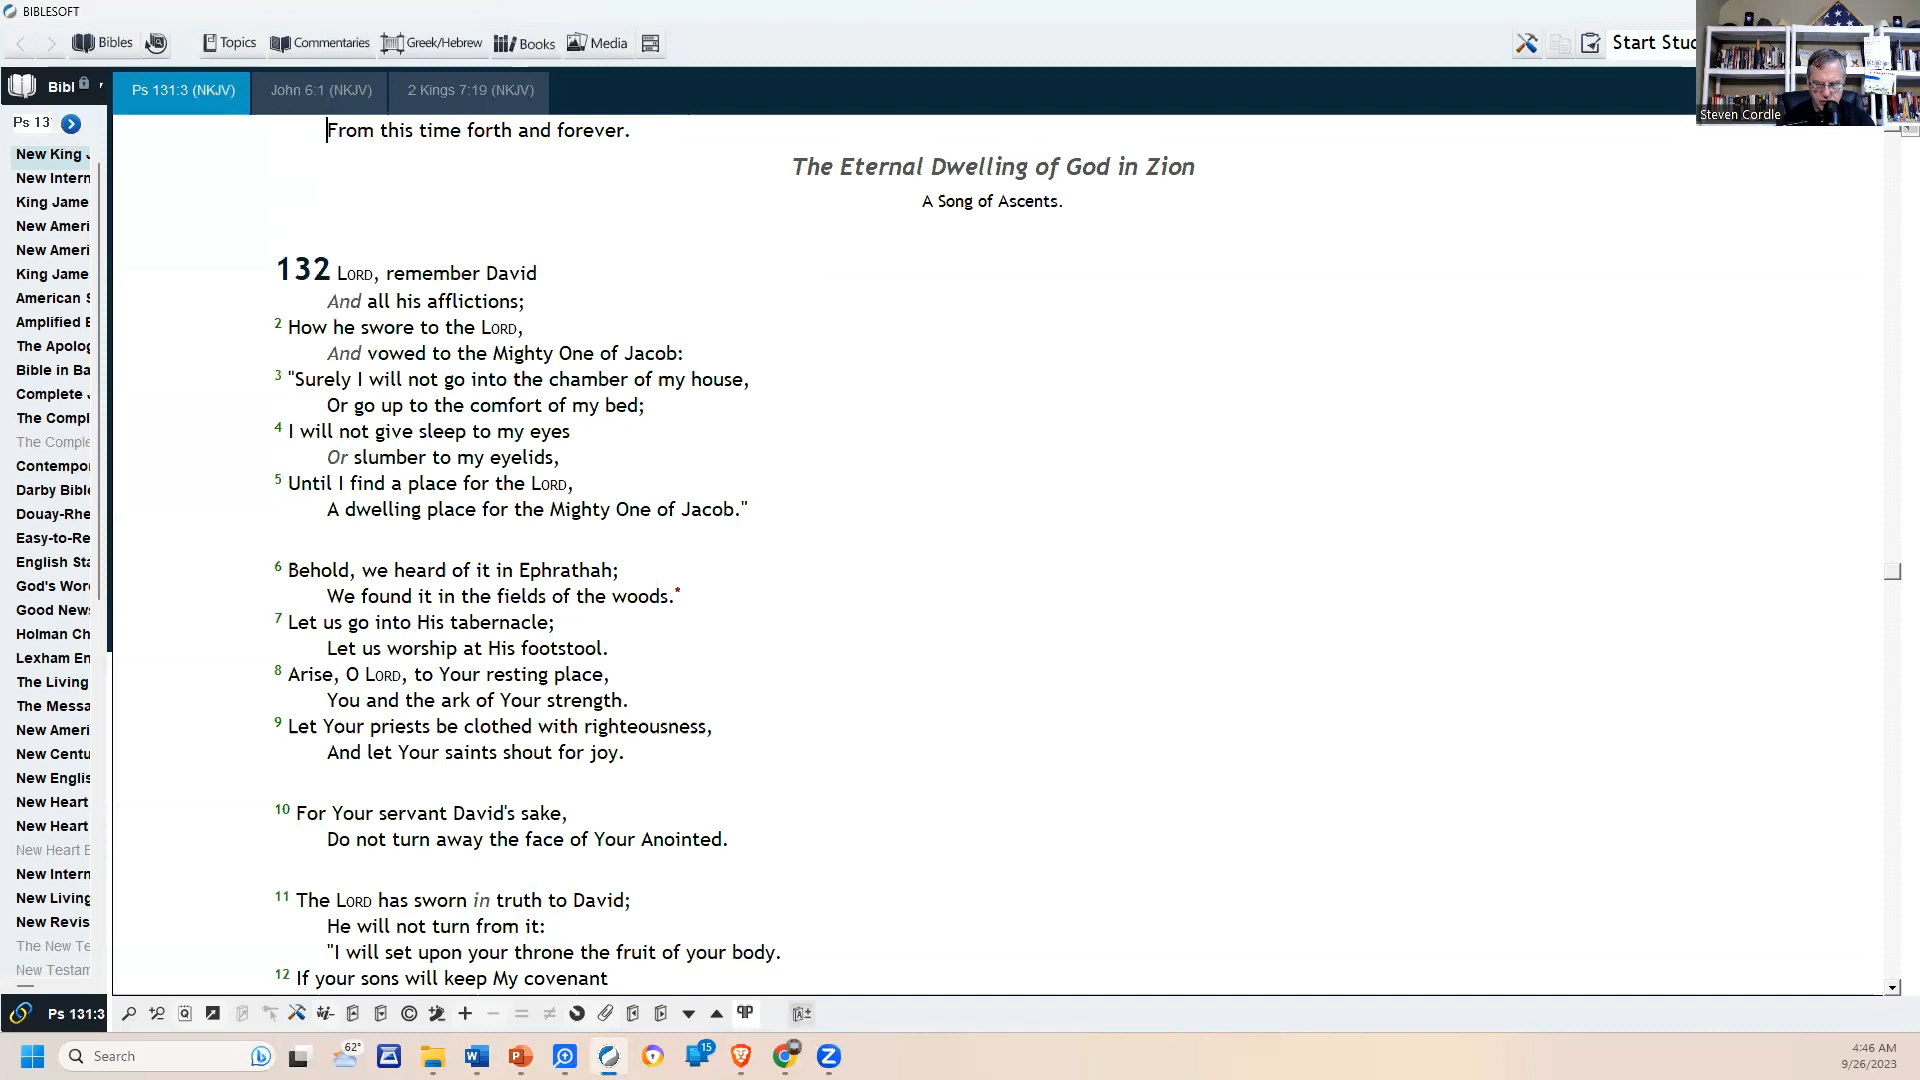 BIBLESOFT
Bibles
Topics
Commentaries
Greek/Hebrew
Books
Media
Start Stu
Steven Cordle
Bibl
Ps 131:3 (NKJV)
John 6:1 (NKJV)
2 Kings 7:19 (NKJV)
Ps 13
New King J
New Intern
King Jame
New Ameri
New Ameri
King Jame
American S
Amplified B
The Apolog
Bible in Ba
Complete J
The Compl
The Comple
Contempor
Darby Bible
Douay-Rhe
Easy-to-Re
English Sta
God's Wor
Good News
Holman Ch
Lexham En
The Living
The Messa
New Ameri
New Centu
New Englis
New Heart
New Heart
New Heart E
New Intern
New Living
New Revis
The New Te
New Testam
From this time forth and forever.
The Eternal Dwelling of God in Zion
A Song of Ascents.
132 LORD, remember David
And all his afflictions;
2 How he swore to the LORD,
And vowed to the Mighty One of Jacob:
3 "Surely I will not go into the chamber of my house,
Or go up to the comfort of my bed;
4 I will not give sleep to my eyes
Or slumber to my eyelids,
5 Until I find a place for the LORD,
A dwelling place for the Mighty One of Jacob."
6 Behold, we heard of it in Ephrathah;
We found it in the fields of the woods.*
7 Let us go into His tabernacle;
Let us worship at His footstool.
8 Arise, O LORD, to Your resting place,
You and the ark of Your strength.
9 Let Your priests be clothed with righteousness,
And let Your saints shout for joy.
10 For Your servant David's sake,
Do not turn away the face of Your Anointed.
11 The LORD has sworn in truth to David;
He will not turn from it:
"I will set upon your throne the fruit of your body.
12 If your sons will keep My covenant
Ps 131:3
Search
62°
15
4:46 AM
9/26/2023